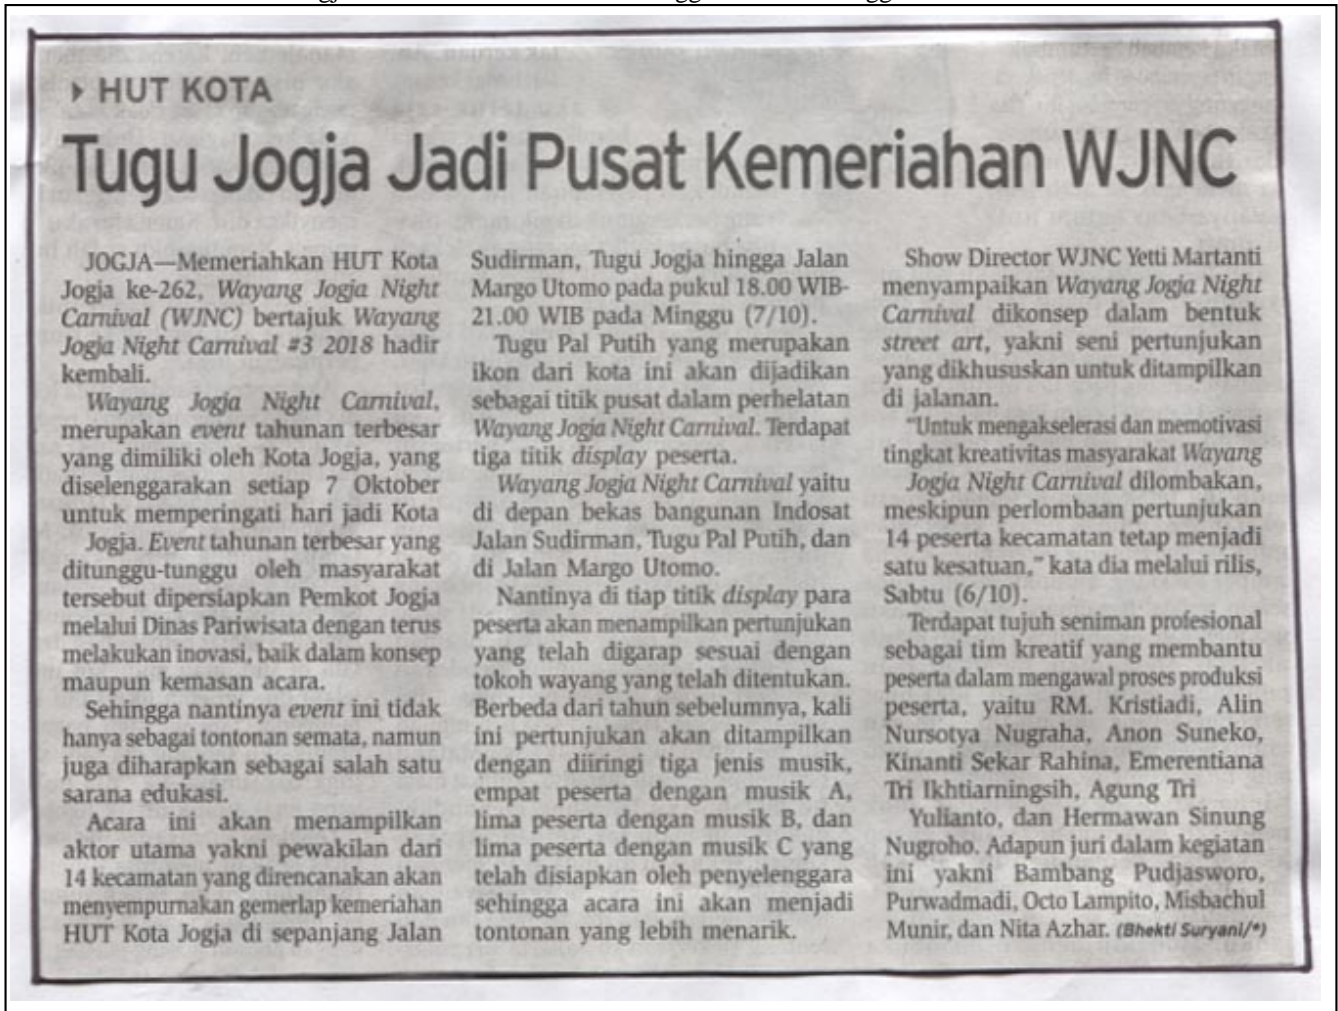 HUT KOTA
Tugu Jogja Jadi Pusat Kemeriahan WJNC
JOGJA—Memeriahkan HUT Kota
Jogja ke-262, Wayang Jogja Night
Carnival (WJNC) bertajuk Wayang
Jogja Night Carnival #3 2018 hadir
kembali.
Wayang Jogja Night Carnival,
merupakan event tahunan terbesar
yang dimiliki oleh Kota Jogja, yang
diselenggarakan setiap 7 Oktober
untuk memperingati hari jadi Kota
Jogja. Event tahunan terbesar yang
ditunggu-tunggu oleh masyarakat
tersebut dipersiapkan Pemkot Jogja
melalui Dinas Pariwisata dengan terus
melakukan inovasi, baik dalam konsep
maupun kemasan acara.
Sehingga nantinya event ini tidak
hanya sebagai tontonan semata, namun
juga diharapkan sebagai salah satu
sarana edukasi.
Acara ini akan menampilkan
aktor utama yakni pewakilan dari
14 kecamatan yang direncanakan akan
menyempurnakan gemerlap kemeriahan
HUT Kota Jogja di sepanjang Jalan
Sudirman, Tugu Jogja hingga Jalan
Margo Utomo pada pukul 18.00 WIB-
21.00 WIB pada Minggu (7/10).
Tugu Pal Putih yang merupakan
ikon dari kota ini akan dijadikan
sebagai titik pusat dalam perhelatan
Wayang Jogja Night Carnival. Terdapat
tiga titik display peserta.
Wayang Jogja Night Carnival yaitu
di depan bekas bangunan Indosat
Jalan Sudirman, Tugu Pal Putih, dan
di Jalan Margo Utomo.
Nantinya di tiap titik display para
peserta akan menampilkan pertunjukan
yang telah digarap sesuai dengan
tokoh wayang yang telah ditentukan.
Berbeda dari tahun sebelumnya, kali
ini pertunjukan akan ditampilkan
dengan diiringi tiga jenis musik,
empat peserta dengan musik A,
lima peserta dengan musik B, dan
lima peserta dengan musik C yang
telah disiapkan oleh penyelenggara
sehingga acara ini akan menjadi
tontonan yang lebih menarik.
Show Director WJNC Yetti Martanti
menyampaikan Wayang Jogja Night
Carnival dikonsep dalam bentuk
street art, yakni seni pertunjukan
yang dikhususkan untuk ditampilkan
di jalanan.
"Untuk mengakselerasi dan memotivasi
tingkat kreativitas masyarakat Wayang
Jogja Night Carnival dilombakan,
meskipun perlombaan pertunjukan
14 peserta kecamatan tetap menjadi
satu kesatuan," kata dia melalui rilis,
Sabtu (6/10).
Terdapat tujuh seniman profesional
sebagai tim kreatif yang membantu
peserta dalam mengawal proses produksi
peserta, yaitu RM. Kristiadi, Alin
Nursotya Nugraha, Anon Suneko,
Kinanti Sekar Rahina, Emerentiana
Tri Ikhtiarningsih, Agung Tri
Yulianto, dan Hermawan Sinung
Nugroho. Adapun juri dalam kegiatan
ini yakni Bambang Pudjasworo,
Purwadmadi, Octo Lampito, Misbachul
Munir, dan Nita Azhar. (Bhekti Suryani/*)